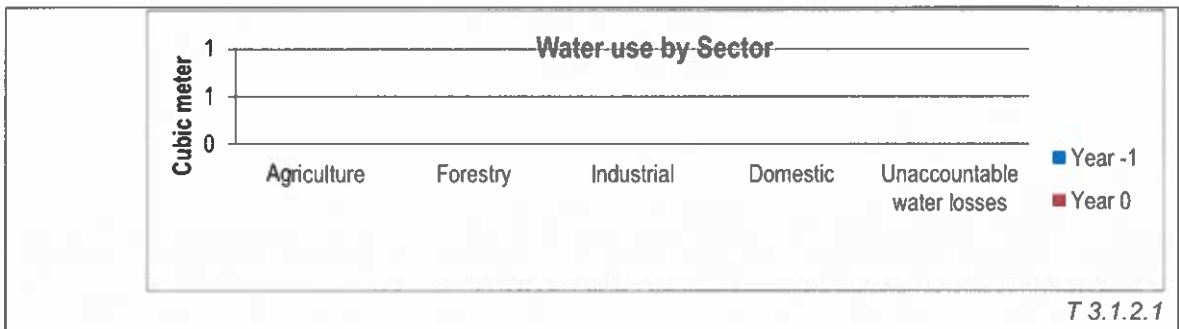 Water use by Sector
Cubic meter
1
1
0
Agriculture
Forestry
Industrial
Domestic
Unaccountable
water losses
Year -1
Year 0
T 3.1.2.1